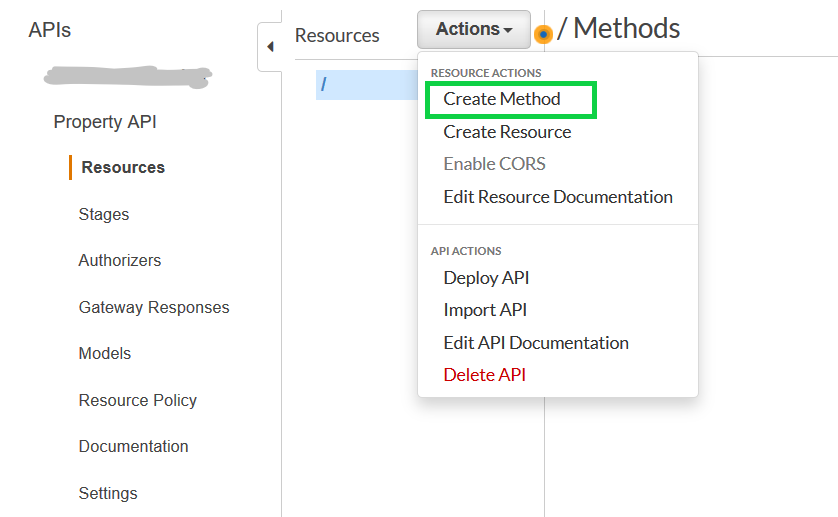 APIs
Property API
Resources
Stages
Authorizers
Gateway Responses
Models
Resource Policy
Documentation
Settings
Resources
Actions
/ Methods
/
RESOURCE ACTIONS
Create Method
Create Resource
Enable CORS
Edit Resource Documentation
API ACTIONS
Deploy API
Import API
Edit API Documentation
Delete API